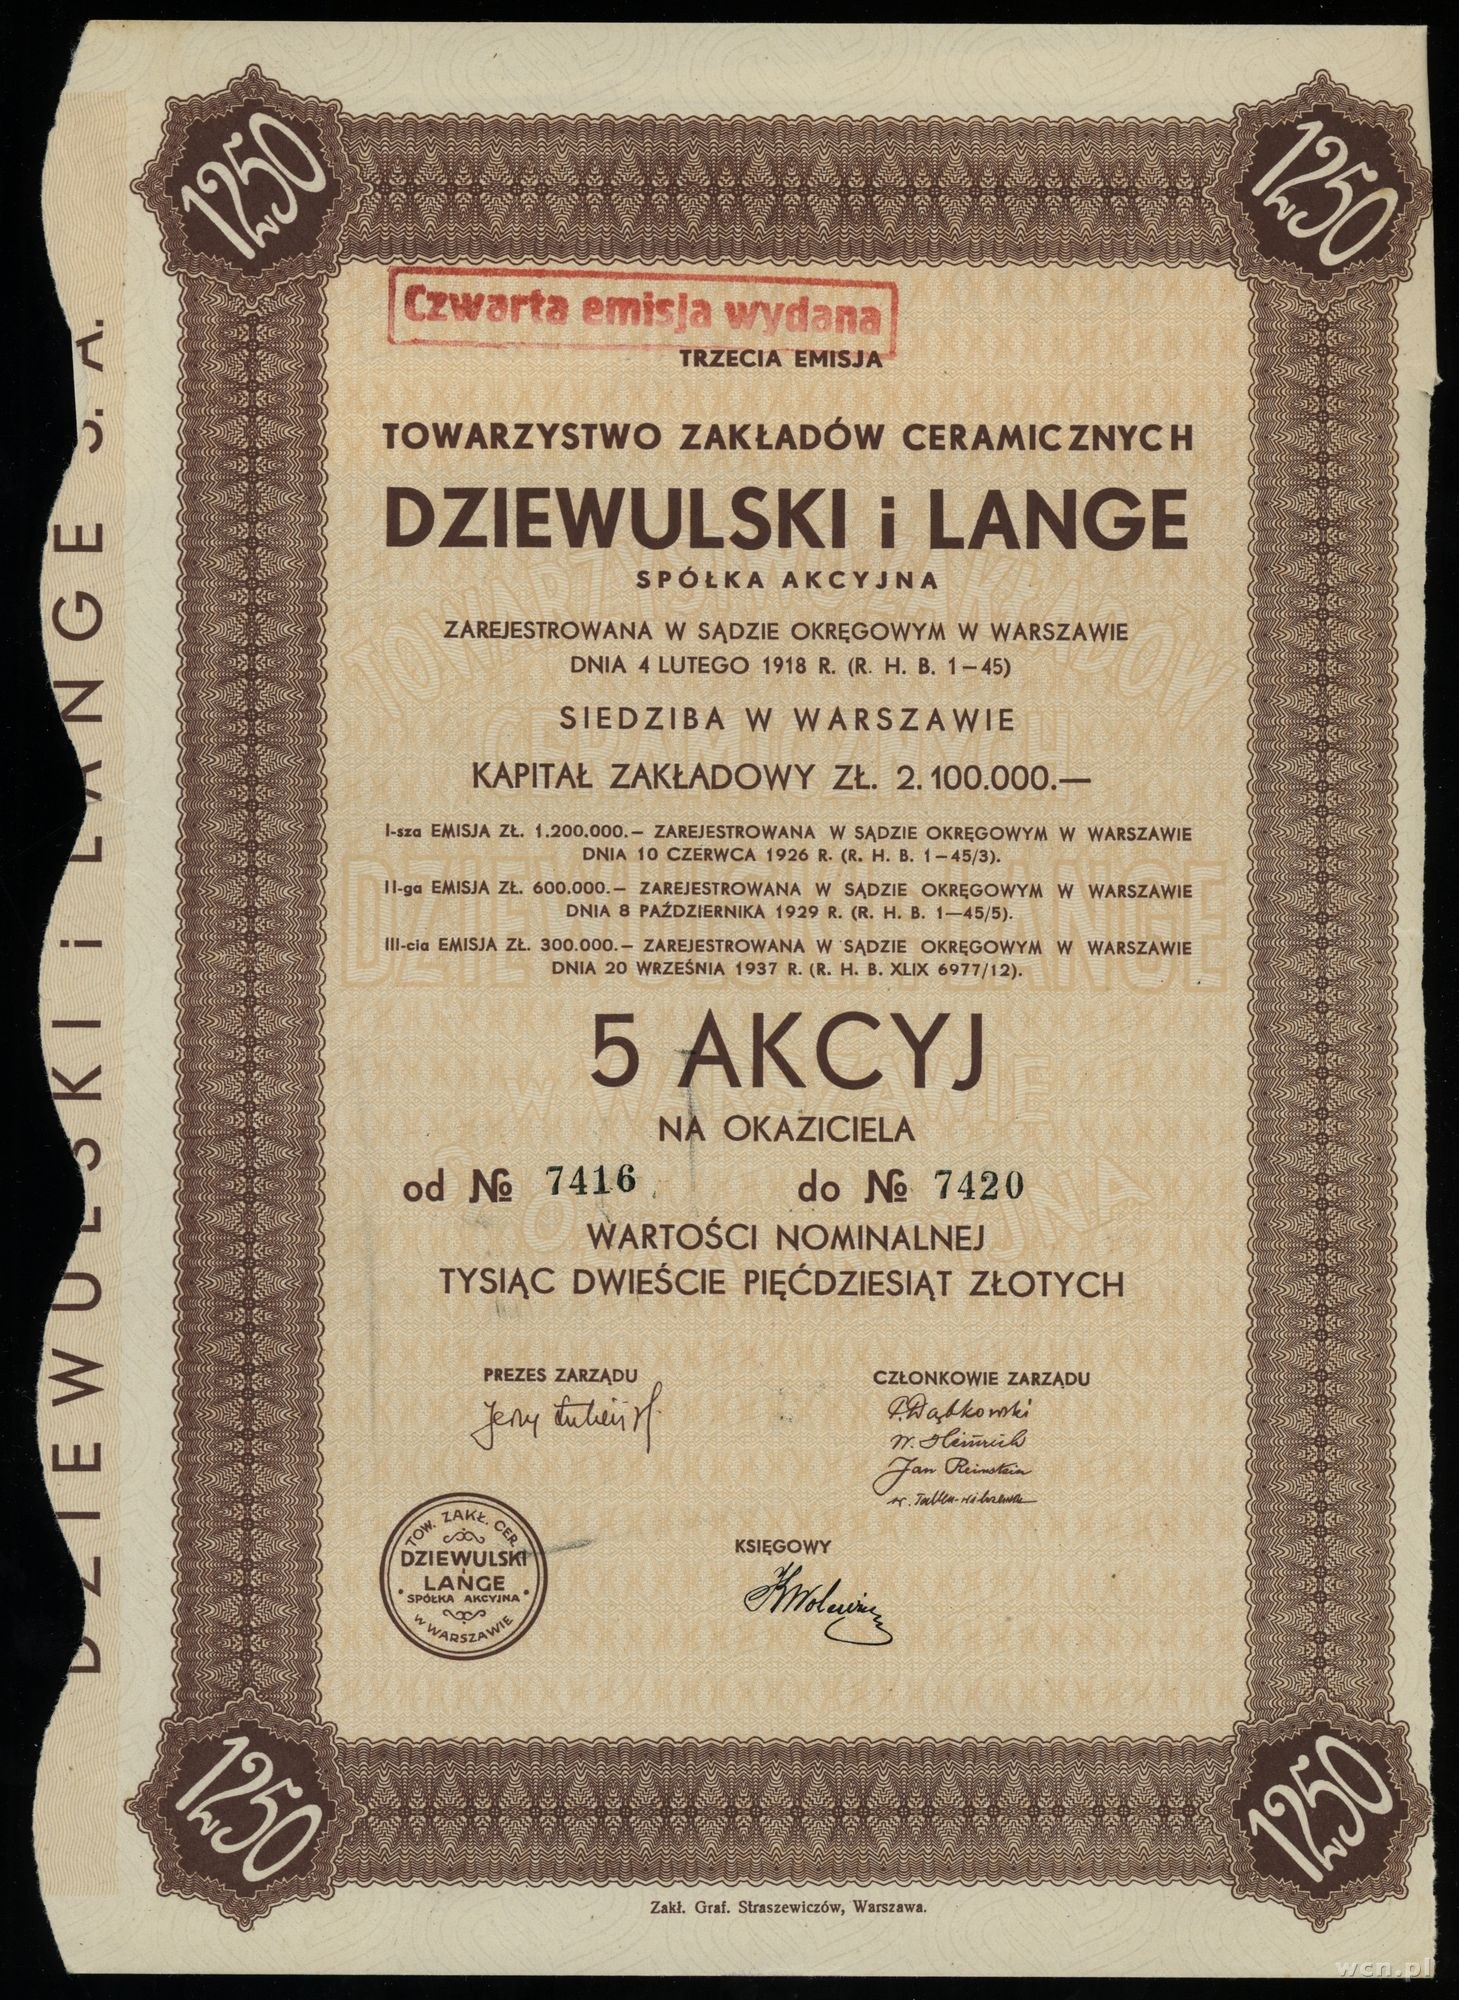 1250
1250
Czwarta emisja wydana
TRZECIA EMISJA
TOWARZYSTWO ZAKŁADÓW CERAMICZNYCH
DZIEWULSKI i LANGE
SPÓŁKA AKCYJNA
ZAREJESTROWANA W SĄDZIE OKRĘGOWYM W WARSZAWIE
DNIA 4 LUTEGO 1918 R. (R. H. B. 1-45)
SIEDZIBA W WARSZAWIE
KAPITAŁ ZAKŁADOWY ZŁ. 2.100.000.—
I-sza EMISJA ZŁ. 1.200.000.— ZAREJESTROWANA W SĄDZIE OKRĘGOWYM W WARSZAWIE
DNIA 10 CZERWCA 1926 R. (R. H. B. 1-45/3).
II-ga EMISJA ZŁ. 600.000.— ZAREJESTROWANA W SĄDZIE OKRĘGOWYM W WARSZAWIE
DNIA 8 PAŹDZIERNIKA 1929 R. (R. H. B. 1—45/5).
III-cia EMISJA ZŁ. 300.000.— ZAREJESTROWANA W SĄDZIE OKRĘGOWYM W WARSZAWIE
DNIA 20 WRZEŚNIA 1937 R. (R. H. B. XLIX 6977/12).
5 AKCYJ
NA OKAZICIELA
od № 7416 do № 7420
WARTOŚCI NOMINALNEJ
TYSIĄC DWIEŚCIE PIĘĆDZIESIĄT ZŁOTYCH
PREZES ZARZĄDU
Jerzy
CZŁONKOWIE ZARZĄDU
Dąbkowski
W. Heinrich
Jan Reinstein
KSIĘGOWY
TOW. ZAKŁ. CER.
DZIEWULSKI
i
LANGE
SPÓŁKA AKCYJNA
W WARSZAWIE
1250
1250
Zakł. Graf. Straszewiczów, Warszawa.
DZIEWULSKI i LANGE S. A.
wcn.pl